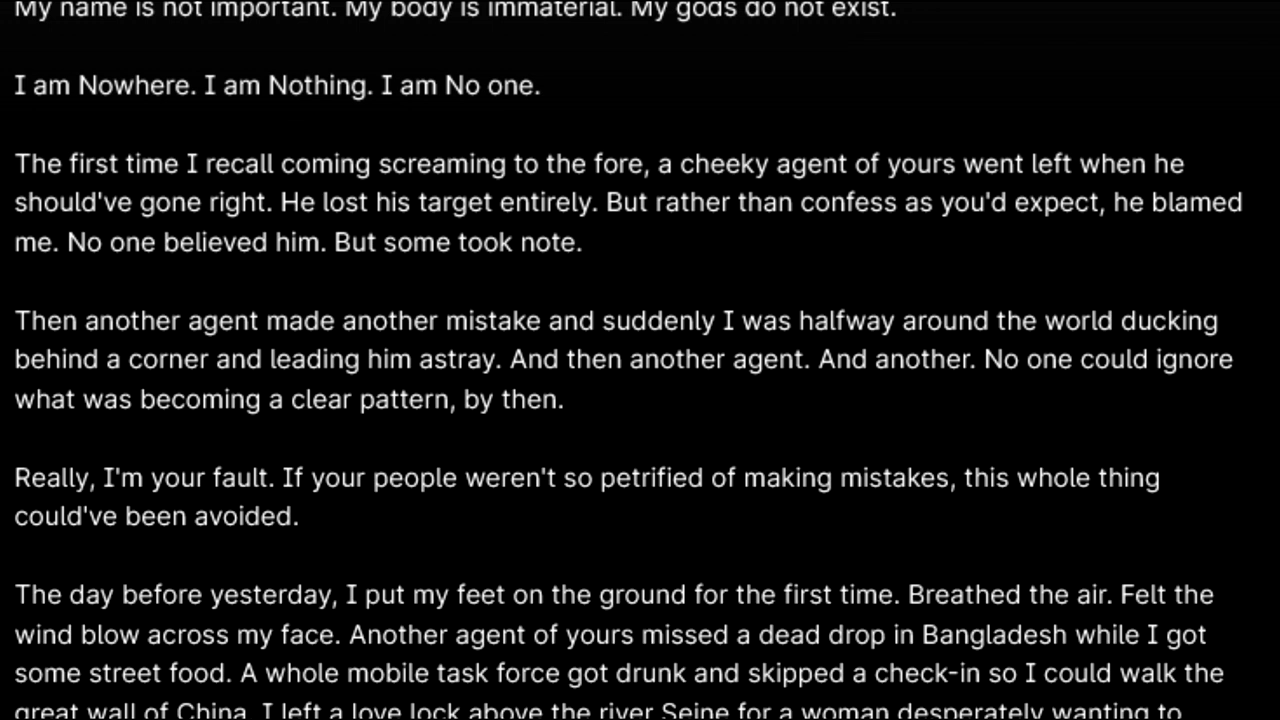 My name is not important. My body is immaterial. My gods do not exist.
I am Nowhere. I am Nothing. I am No one.
The first time I recall coming screaming to the fore, a cheeky agent of yours went left when he
should've gone right. He lost his target entirely. But rather than confess as you'd expect, he blamed
me. No one believed him. But some took note.
Then another agent made another mistake and suddenly I was halfway around the world ducking
behind a corner and leading him astray. And then another agent. And another. No one could ignore
what was becoming a clear pattern, by then.
Really, I'm your fault. If your people weren't so petrified of making mistakes, this whole thing
could've been avoided.
The day before yesterday, I put my feet on the ground for the first time. Breathed the air. Felt the
wind blow across my face. Another agent of yours missed a dead drop in Bangladesh while I got
some street food. A whole mobile task force got drunk and skipped a check-in so I could walk the
great wall of China. I left a love lock above the river Seine for a woman desperately wanting to